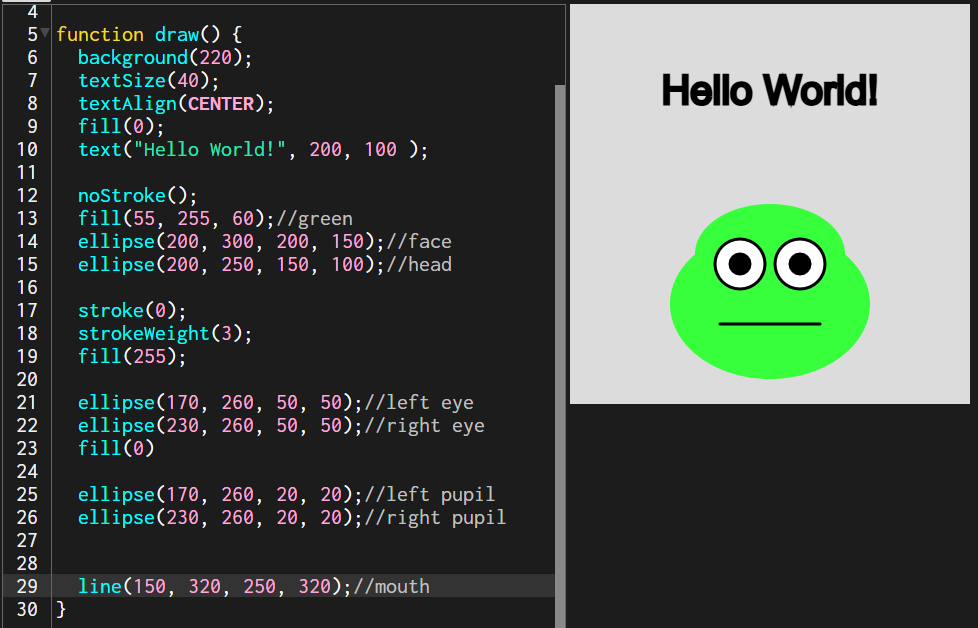 4
5 function draw() {
6 background(220);
7 textSize(40);
8 textAlign(CENTER);
9 fill(0);
10 text("Hello World!", 200, 100 );
11
12 noStroke();
13 fill(55, 255, 60);//green
14 ellipse(200, 300, 200, 150);//face
15 ellipse(200, 250, 150, 100);//head
16
17 stroke(0);
18 strokeWeight(3);
19 fill(255);
20
21 ellipse(170, 260, 50, 50);//left eye
22 ellipse(230, 260, 50, 50);//right eye
23 fill(0)
24
25 ellipse(170, 260, 20, 20);//left pupil
26 ellipse(230, 260, 20, 20);//right pupil
27
28
29 line(150, 320, 250, 320);//mouth
30 }
Hello World!